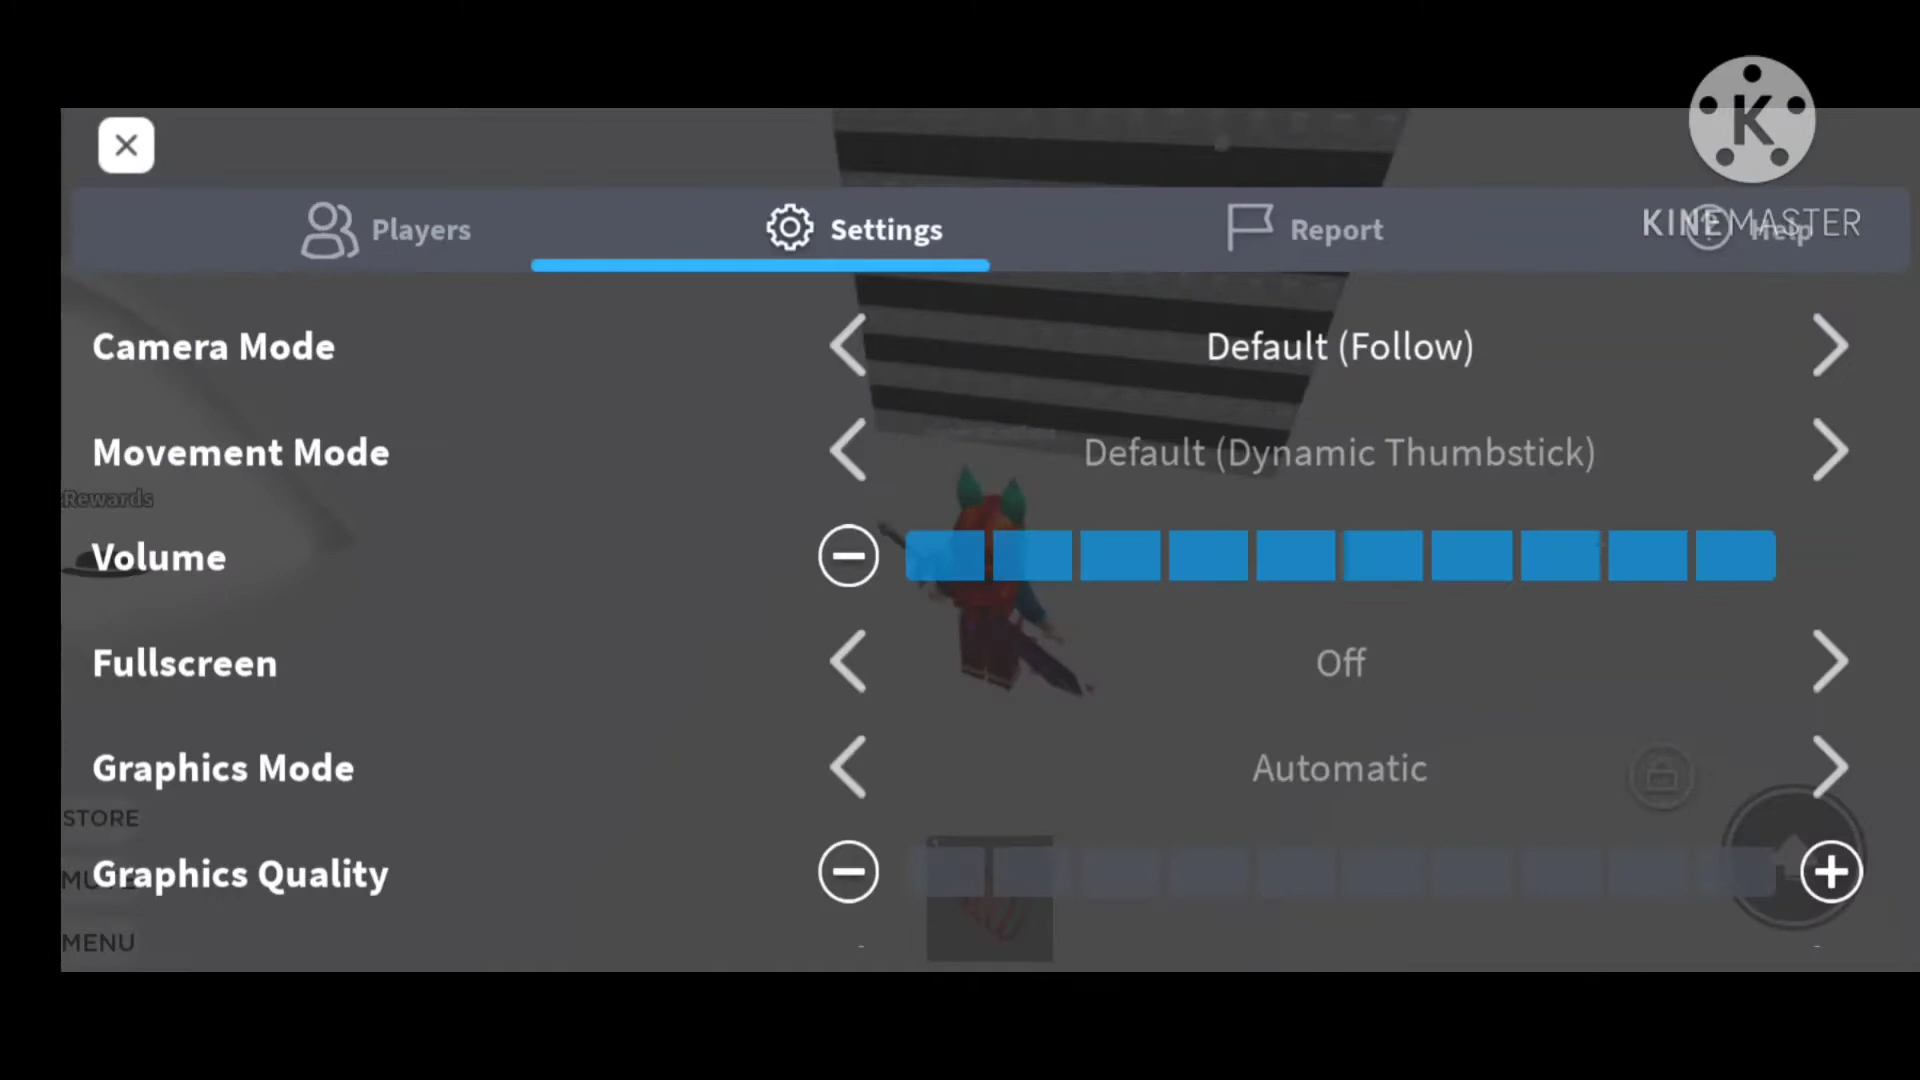 K
KINEMASTER
Players
Settings
Report
Help
Camera Mode
Default (Follow)
Movement Mode
Default (Dynamic Thumbstick)
Rewards
Volume
Fullscreen
Off
Graphics Mode
Automatic
STORE
Graphics Quality
MENU